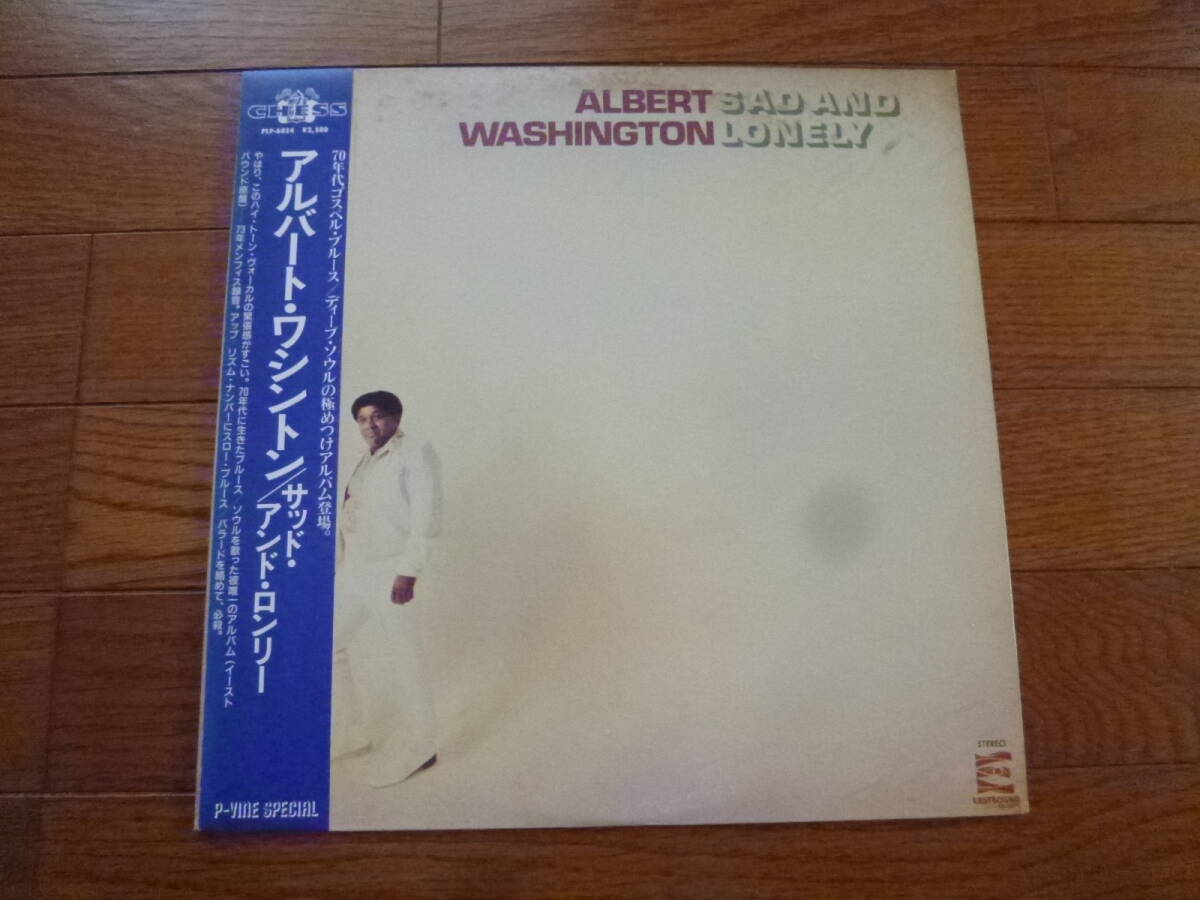 CHESS
PLP-6024 ¥2,500
70年代ゴスペル・ブルース/ディープ・ソウルの極めつけアルバム登場。
アルバート・ワシントン/サッド・アンド・ロンリー
やはり、このハイ・トーン・ヴォーカルの緊張感がすごい。70年代に生きたブルース/ソウルを歌った彼唯一のアルバム(イースト
バウンド原盤)──73年メンフィス録音。アップ/リズム・ナンバーにスロー・ブルース/バラードを絡めて、必殺。
P-VINE SPECIAL
ALBERT SAD AND
WASHINGTON LONELY
STEREO
EASTBOUND